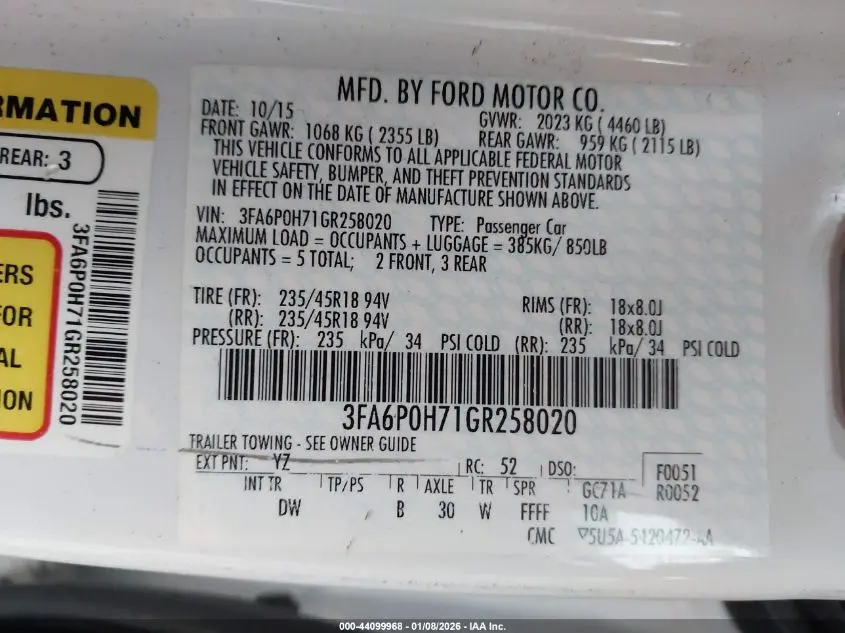 RMATION
REAR: 3
lbs.
ERS
FOR
AL
ION
3FA6P0H71GR258020
MFD. BY FORD MOTOR CO.
DATE: 10/15 GVWR: 2023 KG ( 4460 LB)
FRONT GAWR: 1068 KG ( 2355 LB) REAR GAWR: 959 KG ( 2115 LB)
THIS VEHICLE CONFORMS TO ALL APPLICABLE FEDERAL MOTOR
VEHICLE SAFETY, BUMPER, AND THEFT PREVENTION STANDARDS
IN EFFECT ON THE DATE OF MANUFACTURE SHOWN ABOVE.
VIN: 3FA6P0H71GR258020 TYPE: Passenger Car
MAXIMUM LOAD = OCCUPANTS + LUGGAGE = 385KG/ 850LB
OCCUPANTS = 5 TOTAL; 2 FRONT, 3 REAR
TIRE (FR): 235/45R18 94V RIMS (FR): 18x8.0J
(RR): 235/45R18 94V (RR): 18x8.0J
PRESSURE (FR): 235 kPa/ 34 PSI COLD (RR): 235 kPa/ 34 PSI COLD
3FA6P0H71GR258020
TRAILER TOWING - SEE OWNER GUIDE
EXT PNT: YZ RC: 52 DSO: F0051
INT TR TP/PS R AXLE TR SPR GC71A R0052
DW B 30 W FFFF 10A
CMC 5U5A-5420472-AA
000-44099968 - 01/08/2026 - IAA Inc.